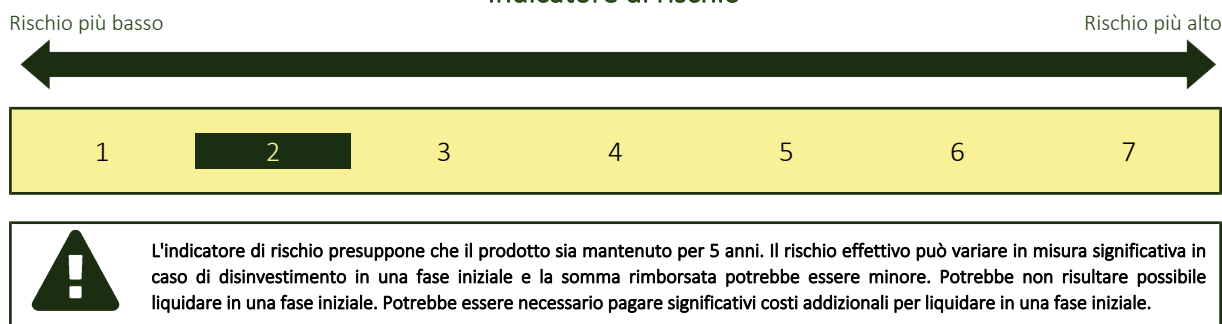 Indicatore di rischio
Rischio più basso Rischio più alto
1 2 3 4 5 6 7
L'indicatore di rischio presuppone che il prodotto sia mantenuto per 5 anni. Il rischio effettivo può variare in misura significativa in
caso di disinvestimento in una fase iniziale e la somma rimborsata potrebbe essere minore. Potrebbe non risultare possibile
liquidare in una fase iniziale. Potrebbe essere necessario pagare significativi costi addizionali per liquidare in una fase iniziale.